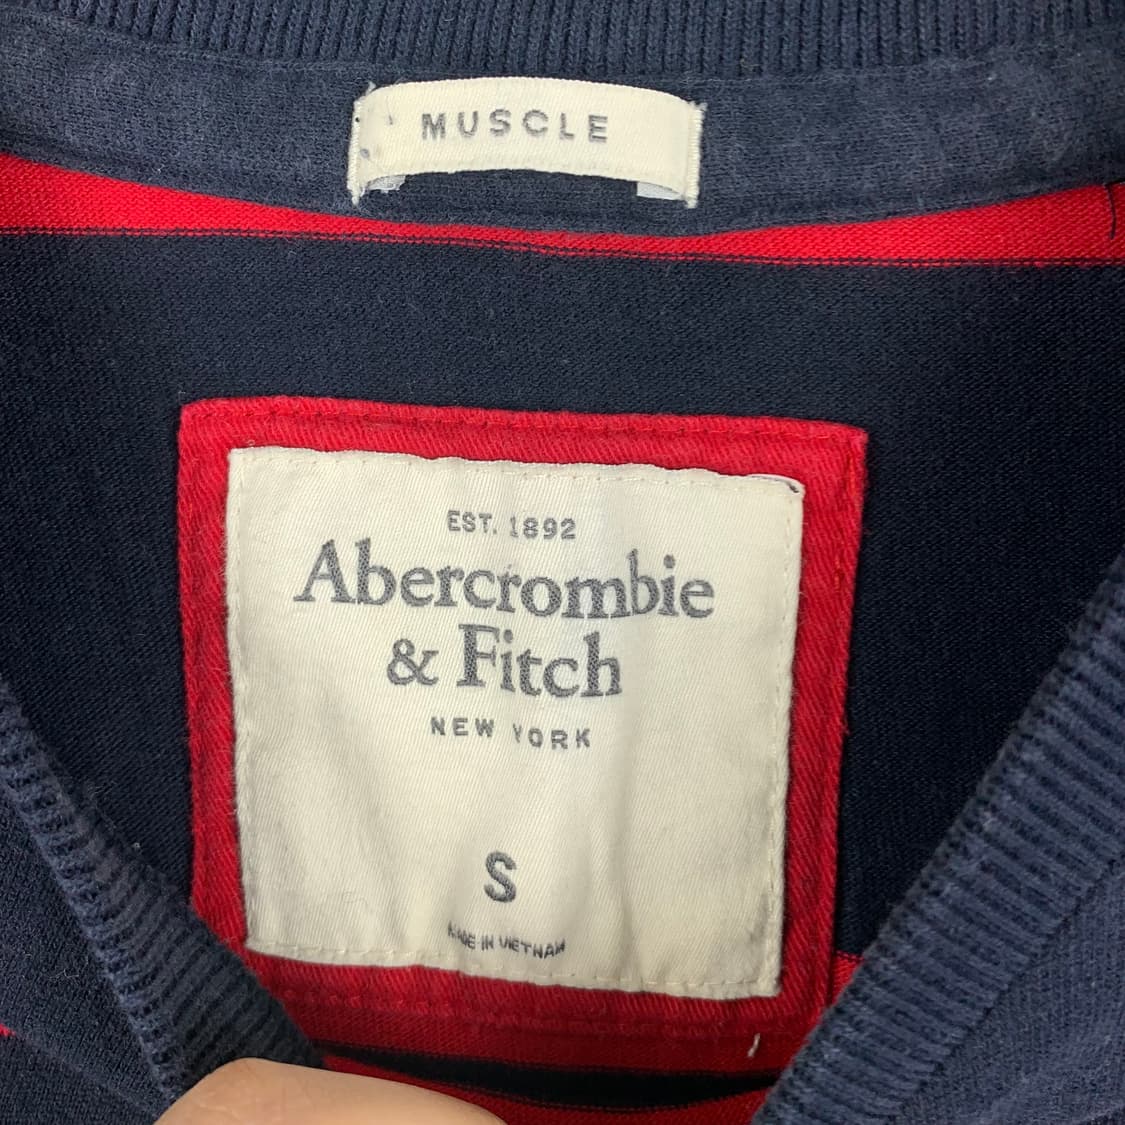 MUSCLE
EST. 1892
Abercrombie
& Fitch
NEW YORK
S
MADE IN VIETNAM